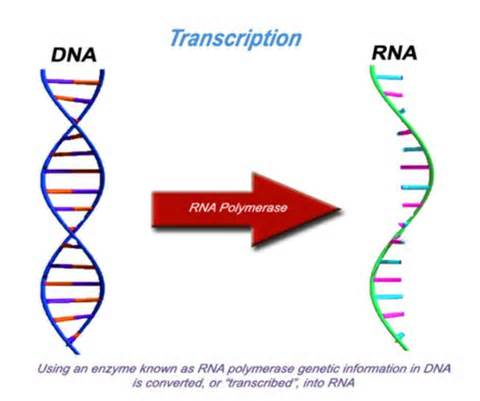 Transcription
DNA
RNA
RNA Polymerase
Using an enzyme known as RNA polymerase genetic information in DNA
is converted, or "transcribed", into RNA